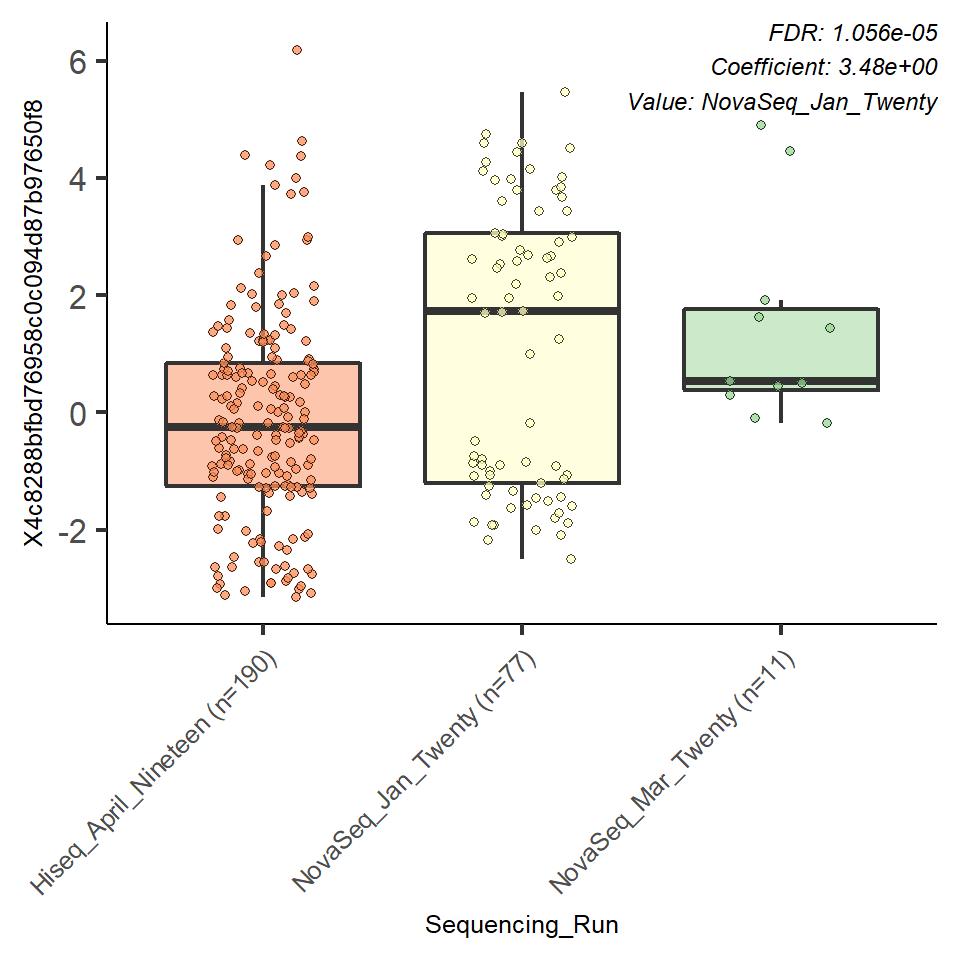 FDR: 1.056e-05
Coefficient: 3.48e+00
Value: NovaSeq_Jan_Twenty
X4c8288bfbd76958c0c094d87b97650f8
6
4
2
0
-2
Hiseq_April_Nineteen (n=190)
NovaSeq_Jan_Twenty (n=77)
NovaSeq_Mar_Twenty (n=11)
Sequencing_Run